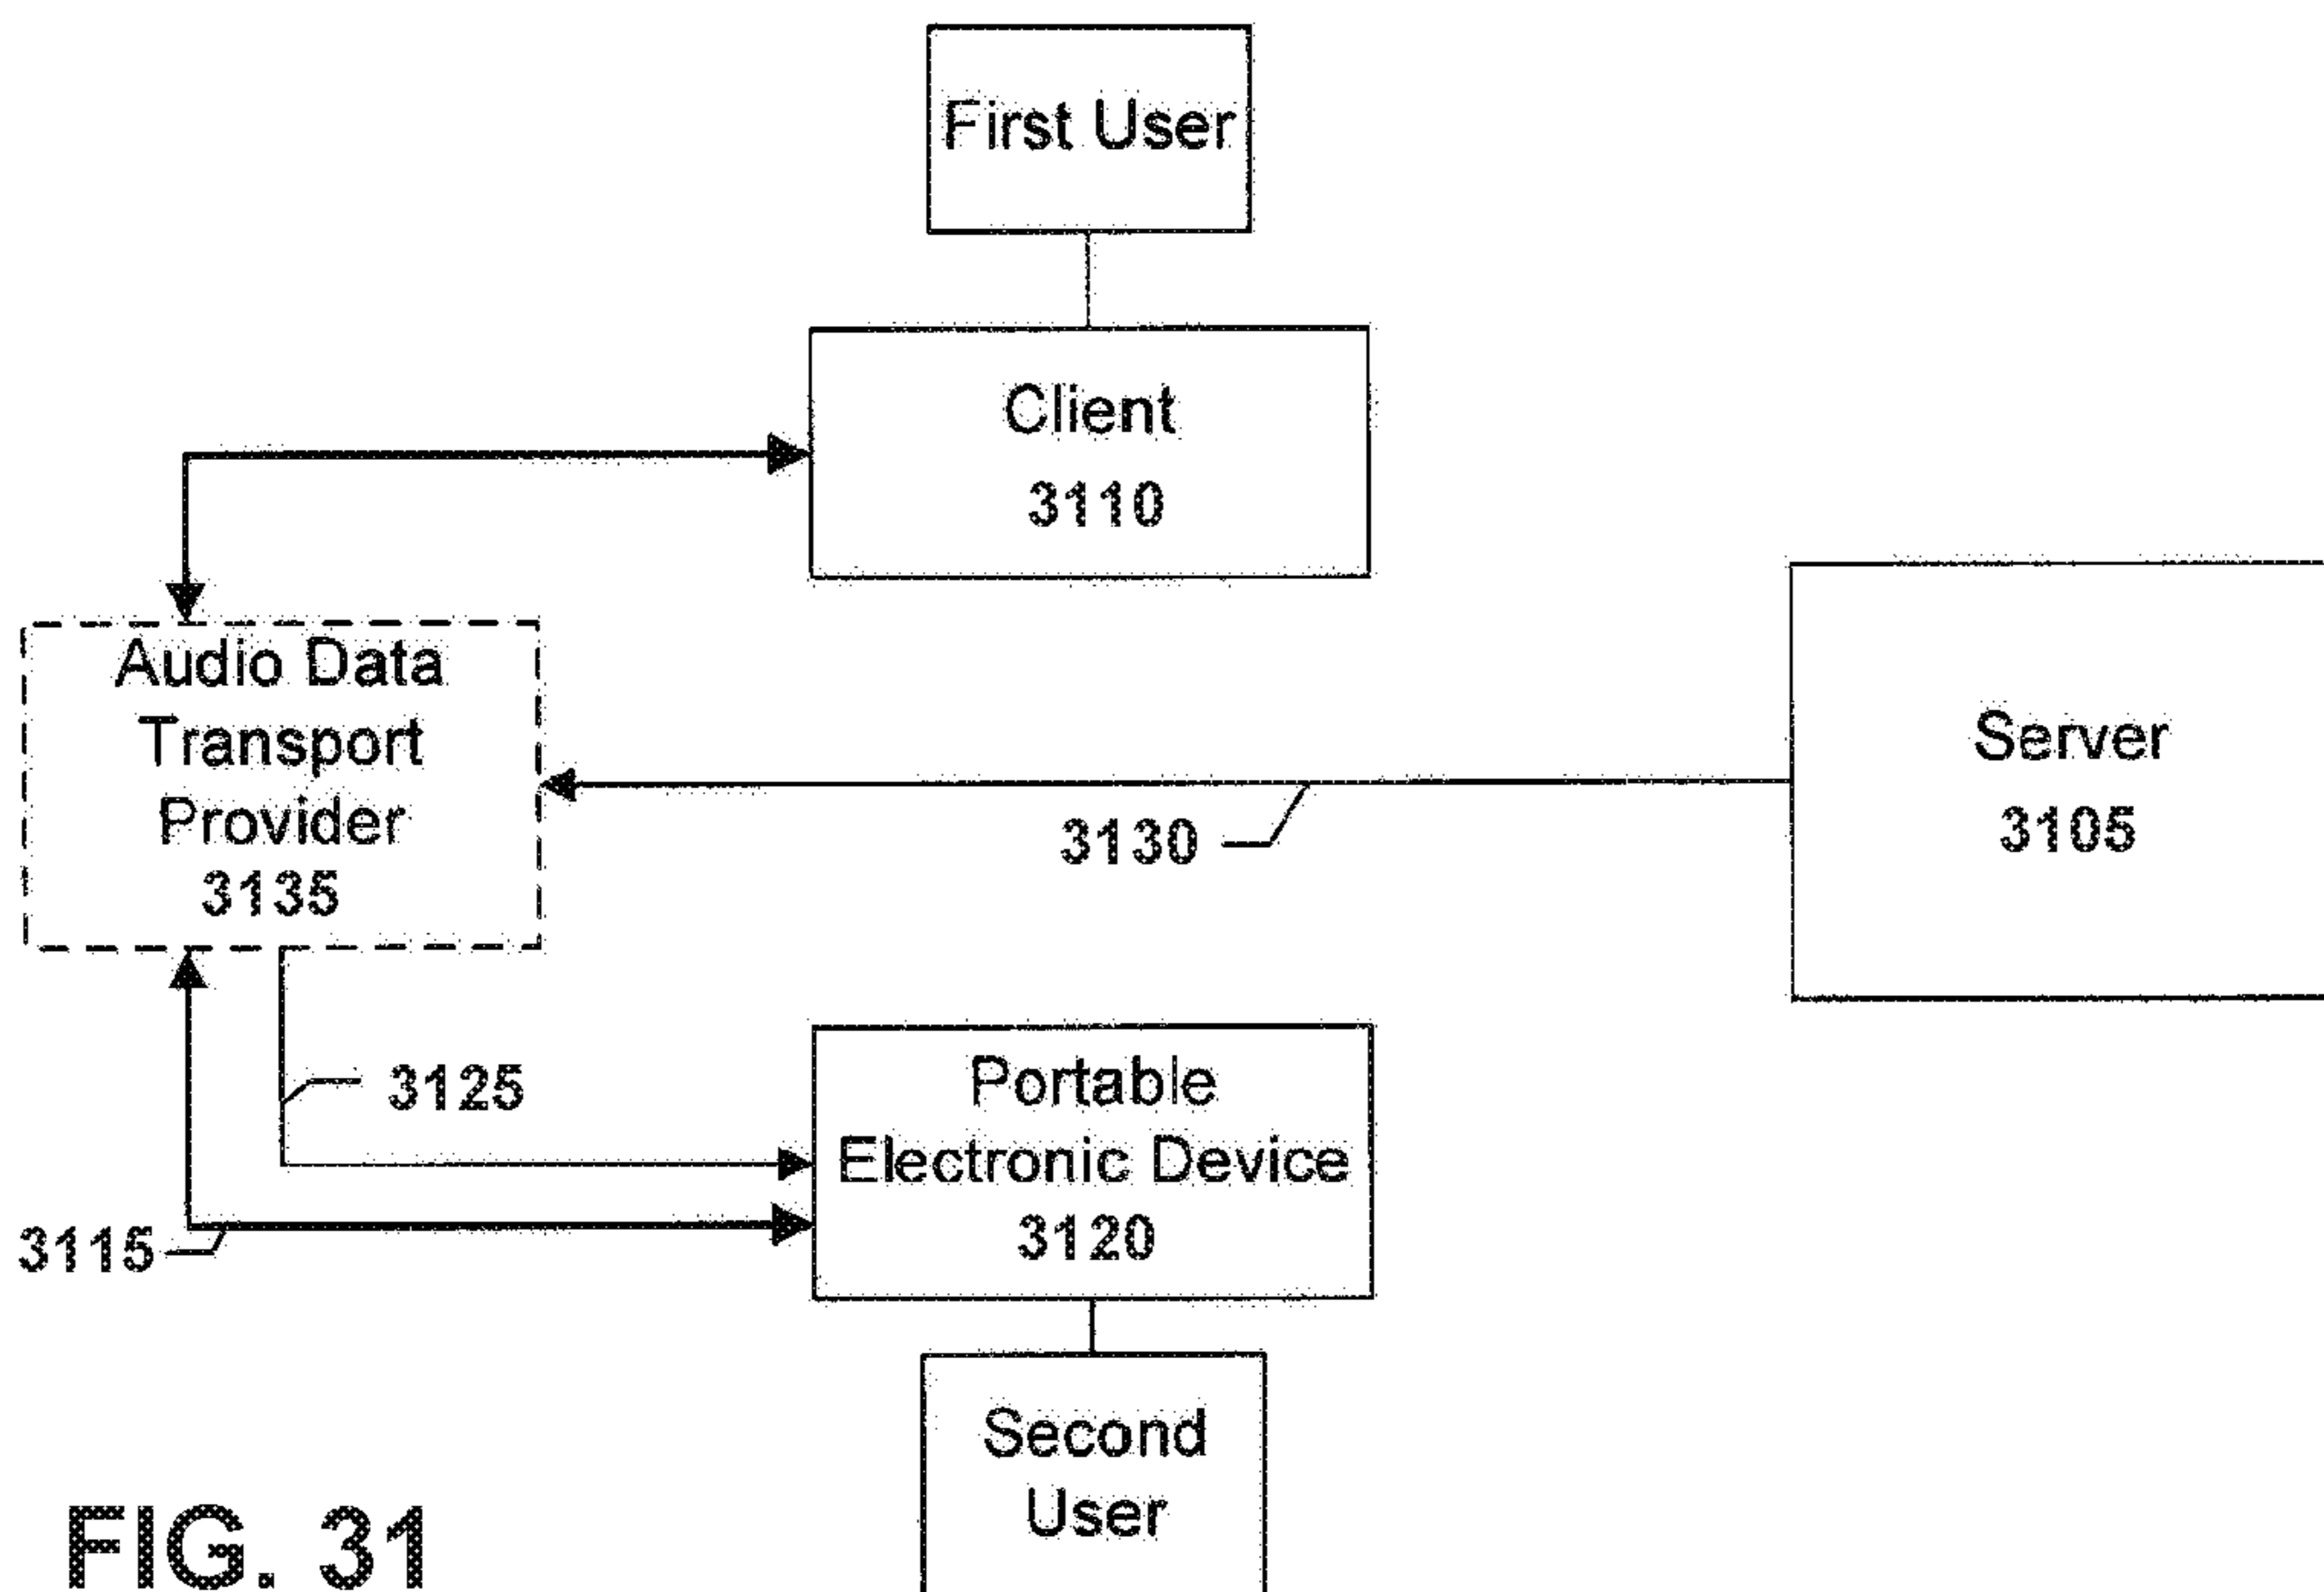 First User
Client
3110
Audio Data
Transport
Provider
3135
Server
3105
3130
3125
Portable
Electronic Device
3120
3115
Second
User
FIG. 31